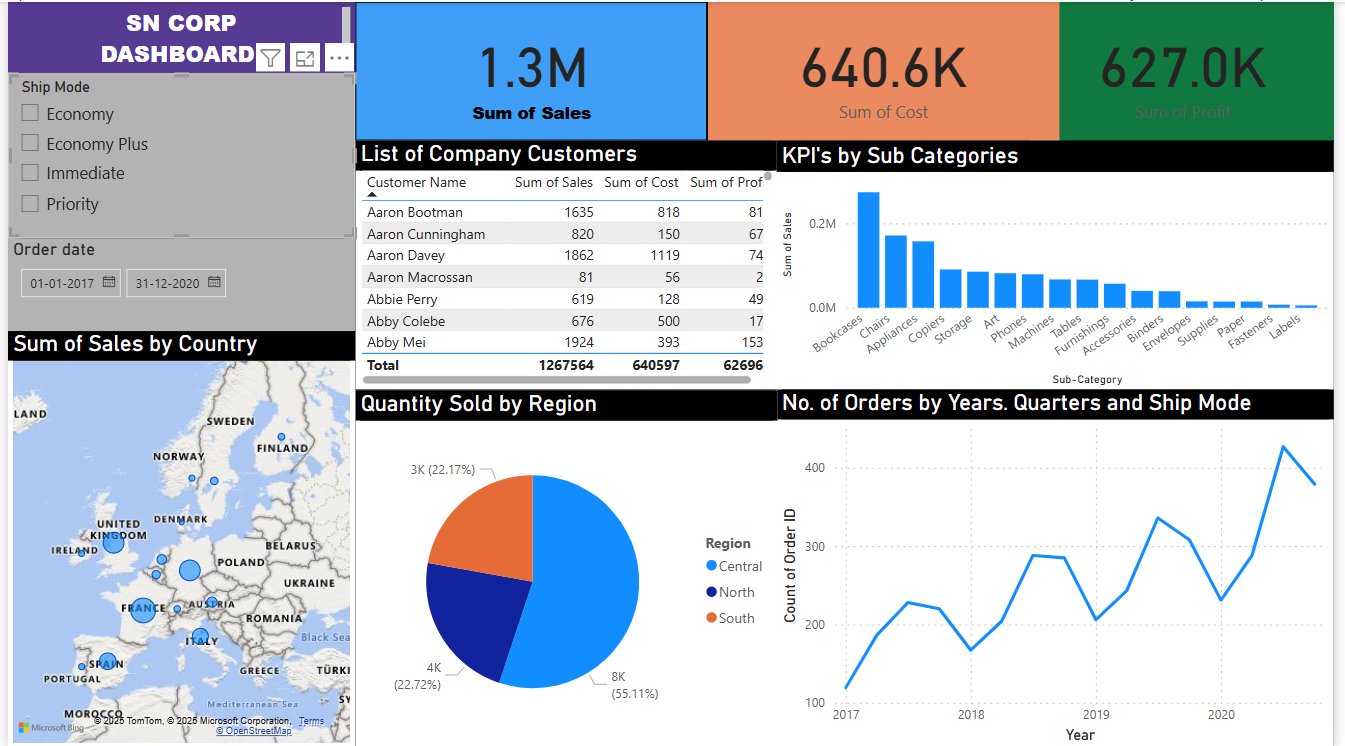 SN CORP
DASHBOARD
Ship Mode
Economy
Economy Plus
Immediate
Priority
Order date
01-01-2017
31-12-2020
Sum of Sales by Country
LAND
SWEDEN
FINLAND
NORWAY
DENMARK
UNITED
KINGDOM
IRELAND
BELARUS
POLAND
UKRAINE
FRANCE
AUSTRIA
ROMANIA
ITALY
Black Sea
SPAIN
PORTUGAL
GREECE
TÜRKI
Mediterranean Sea
SY
MOROCCO
Microsoft Bing
© 2025 TomTom, © 2025 Microsoft Corporation, Terms
© OpenStreetMap
1.3M
Sum of Sales
640.6K
Sum of Cost
627.0K
Sum of Profit
List of Company Customers
Customer Name Sum of Sales Sum of Cost Sum of Prof
Aaron Bootman 1635 818 81
Aaron Cunningham 820 150 67
Aaron Davey 1862 1119 74
Aaron Macrossan 81 56 2
Abbie Perry 619 128 49
Abby Colebe 676 500 17
Abby Mei 1924 393 153
Total 1267564 640597 62696
KPI's by Sub Categories
Sum of Sales
0.2M
0.0M
Bookcases
Chairs
Appliances
Copiers
Storage
Art
Phones
Machines
Tables
Furnishings
Accessories
Binders
Envelopes
Supplies
Paper
Fasteners
Labels
Sub-Category
Quantity Sold by Region
3K (22.17%)
4K
(22.72%)
8K
(55.11%)
Region
Central
North
South
No. of Orders by Years. Quarters and Ship Mode
Count of Order ID
400
300
200
100
2017 2018 2019 2020
Year